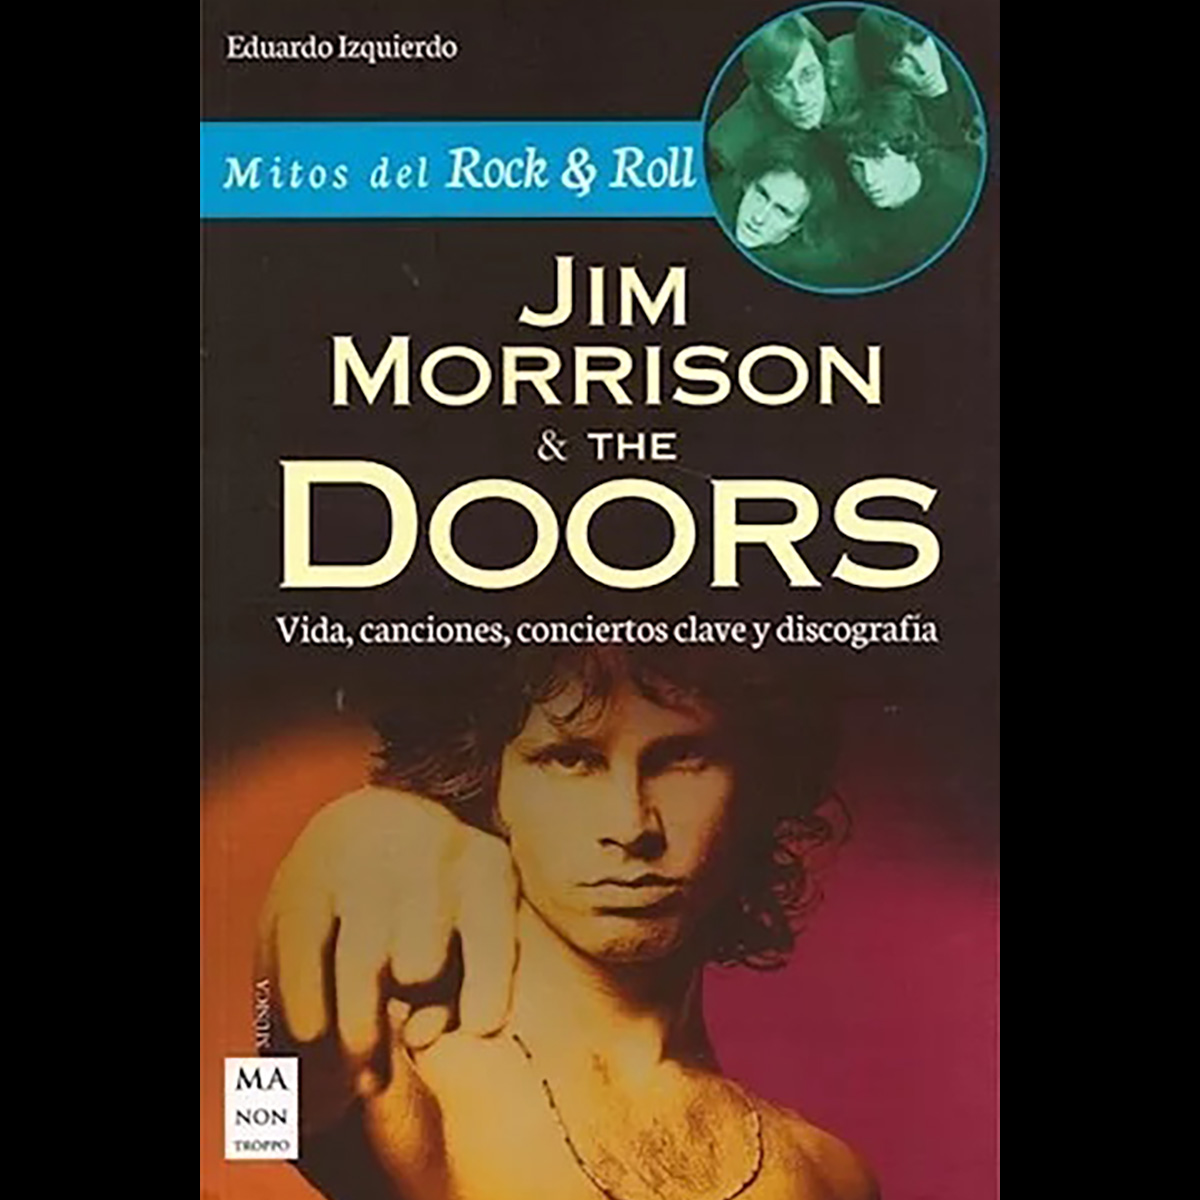 Eduardo Izquierdo
Mitos del Rock & Roll
JIM
MORRISON
& THE
DOORS
Vida, canciones, conciertos clave y discografía
MÚSICA
MA
NON
TROPPO